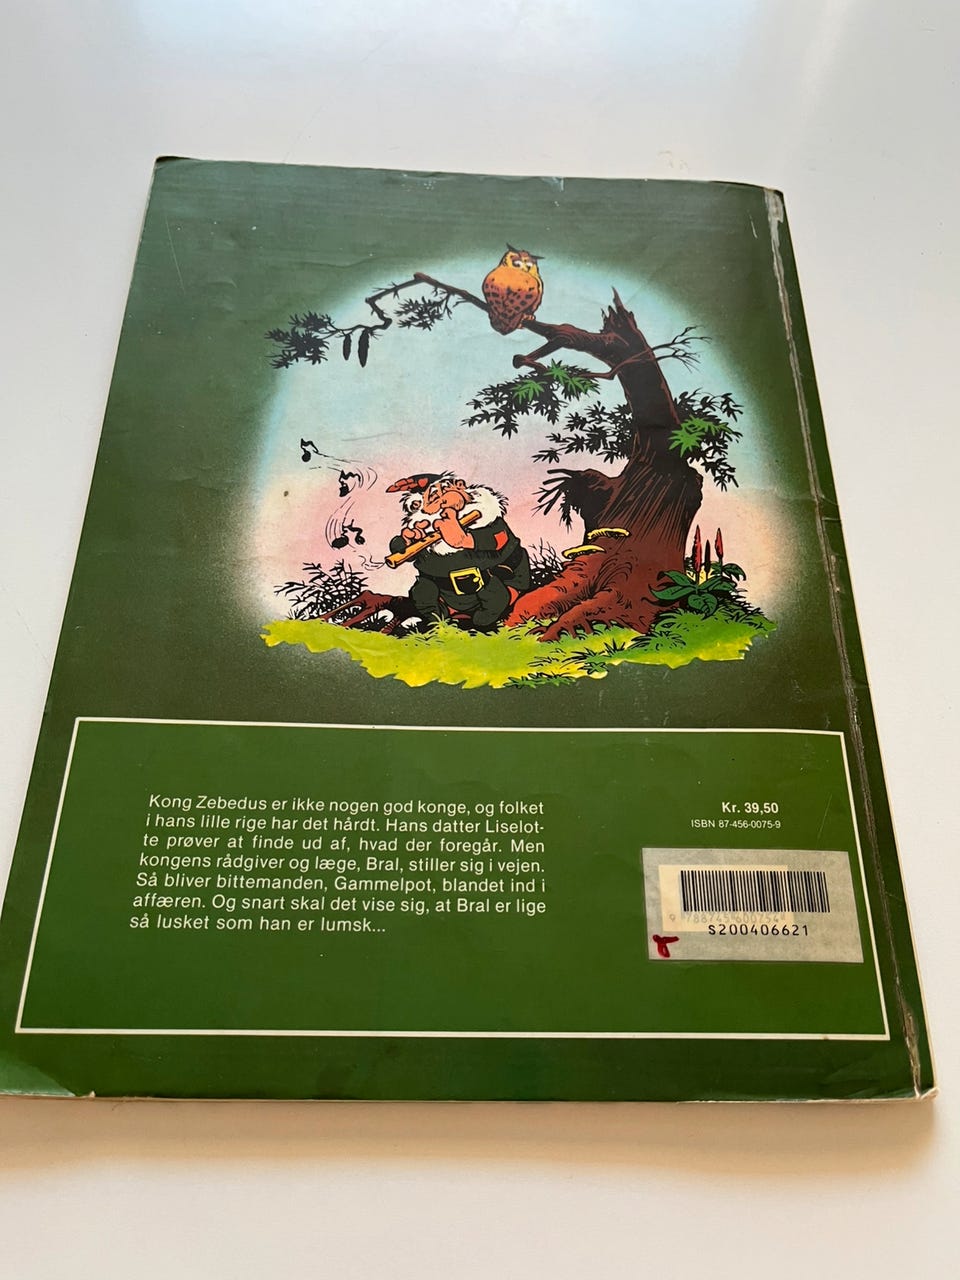 Kong Zebedus er ikke nogen god konge, og folket
i hans lille rige har det hårdt. Hans datter Liselot-
te prøver at finde ud af, hvad der foregår. Men
kongens rådgiver og læge, Bral, stiller sig i vejen.
Så bliver bittemanden, Gammelpot, blandet ind i
affæren. Og snart skal det vise sig, at Bral er lige
så lusket som han er lumsk...
Kr. 39,50
ISBN 87-456-0075-9
9 788745 600754
S200406621